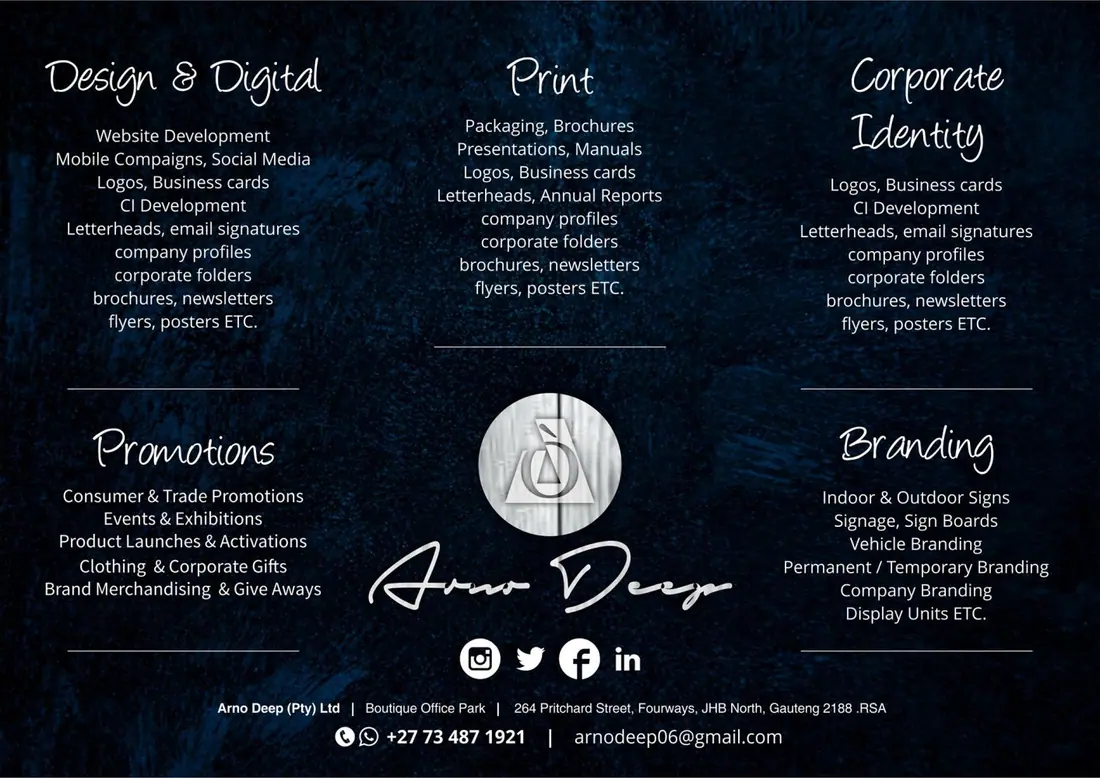 Design & Digital
Website Development
Mobile Compaigns, Social Media
Logos, Business cards
CI Development
Letterheads, email signatures
company profiles
corporate folders
brochures, newsletters
flyers, posters ETC.
Print
Packaging, Brochures
Presentations, Manuals
Logos, Business cards
Letterheads, Annual Reports
company profiles
corporate folders
brochures, newsletters
flyers, posters ETC.
Corporate
Identity
Logos, Business cards
CI Development
Letterheads, email signatures
company profiles
corporate folders
brochures, newsletters
flyers, posters ETC.
Promotions
Consumer & Trade Promotions
Events & Exhibitions
Product Launches & Activations
Clothing & Corporate Gifts
Brand Merchandising & Give Aways
Arno Deep
Branding
Indoor & Outdoor Signs
Signage, Sign Boards
Vehicle Branding
Permanent / Temporary Branding
Company Branding
Display Units ETC.
Arno Deep (Pty) Ltd | Boutique Office Park | 264 Pritchard Street, Fourways, JHB North, Gauteng 2188 .RSA
+27 73 487 1921 | arnodeep06@gmail.com